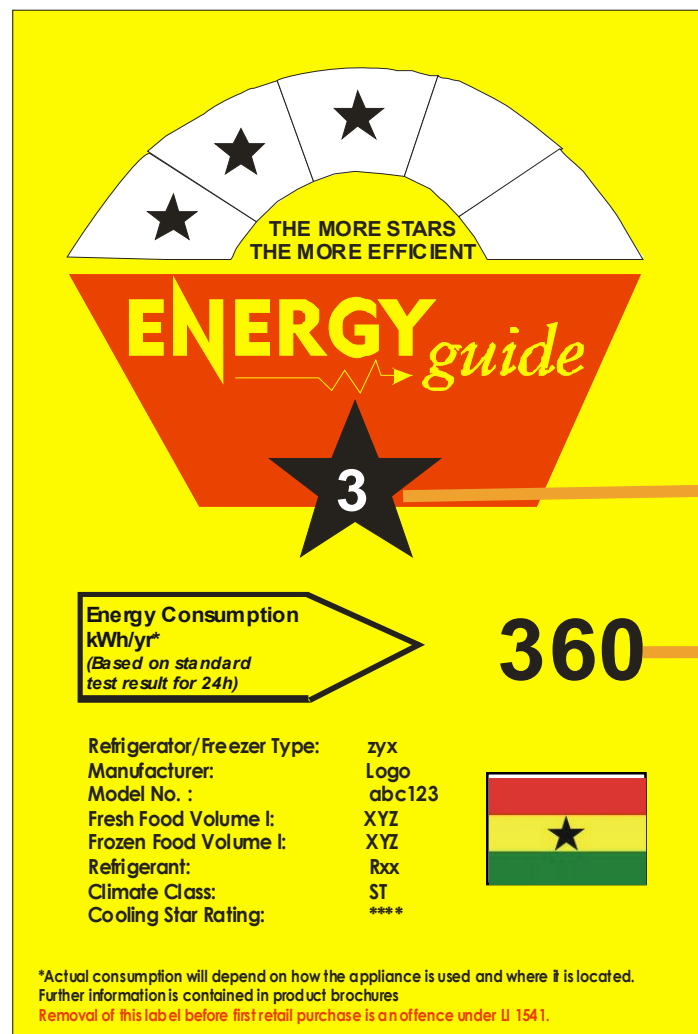 THE MORE STARS
THE MORE EFFICIENT
ENERGY guide
3
Energy Consumption
kWh/yr*
(Based on standard
test result for 24h)
360
Refrigerator/Freezer Type: zyx
Manufacturer: Logo
Model No. : abc123
Fresh Food Volume l: XYZ
Frozen Food Volume l: XYZ
Refrigerant: Rxx
Climate Class: ST
Cooling Star Rating: ****
*Actual consumption will depend on how the appliance is used and where it is located.
Further information is contained in product brochures
Removal of this label before first retail purchase is an offence under LI 1541.